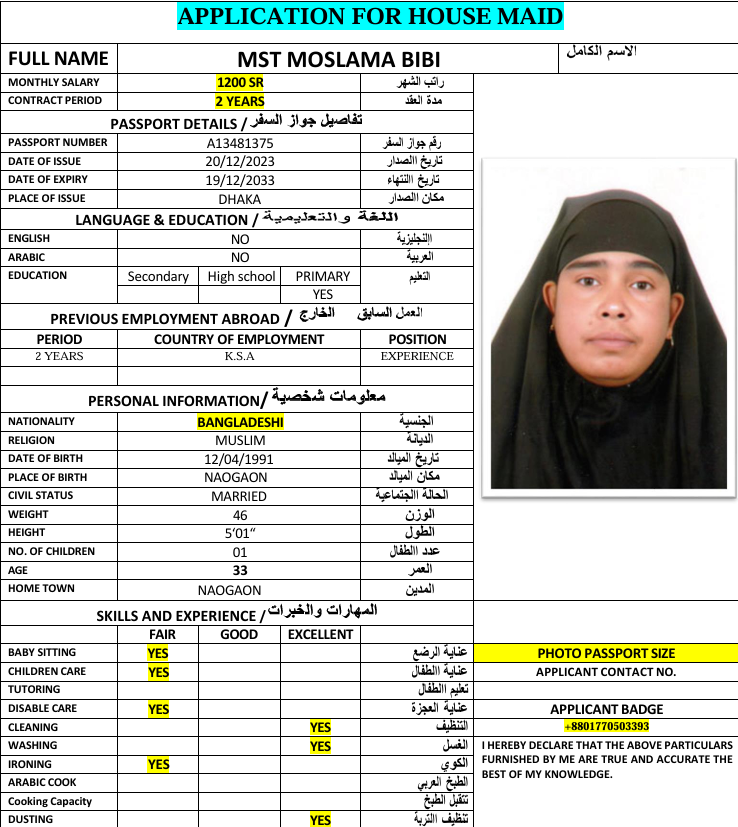 APPLICATION FOR HOUSE MAID
FULL NAME MST MOSLAMA BIBI الاسم الكامل
MONTHLY SALARY 1200 SR راتب الشهر
CONTRACT PERIOD 2 YEARS مدة العقد
PASSPORT DETAILS / تفاصيل جواز السفر
PASSPORT NUMBER A13481375 رقم جواز السفر
DATE OF ISSUE 20/12/2023 تاريخ االصدار
DATE OF EXPIRY 19/12/2033 تاريخ االنتهاء
PLACE OF ISSUE DHAKA مكان االصدار
LANGUAGE & EDUCATION / اللغة والتعليمية
ENGLISH NO االنجليزية
ARABIC NO العربية
EDUCATION Secondary High school PRIMARY التعليم
YES
PREVIOUS EMPLOYMENT ABROAD / العمل السابق الخارج
PERIOD COUNTRY OF EMPLOYMENT POSITION
2 YEARS K.S.A EXPERIENCE
PERSONAL INFORMATION/ معلومات شخصية
NATIONALITY BANGLADESHI الجنسية
RELIGION MUSLIM الديانة
DATE OF BIRTH 12/04/1991 تاريخ الميالد
PLACE OF BIRTH NAOGAON مكان الميالد
CIVIL STATUS MARRIED الحالة االجتماعية
WEIGHT 46 الوزن
HEIGHT 5‘01“ الطول
NO. OF CHILDREN 01 عدد االطفال
AGE 33 العمر
HOME TOWN NAOGAON المدين
SKILLS AND EXPERIENCE / المهارات والخبرات
FAIR GOOD EXCELLENT
BABY SITTING YES عناية الرضع
CHILDREN CARE YES عناية االطفال
TUTORING تعليم االطفال
DISABLE CARE YES عناية العجزة
CLEANING YES التنظيف
WASHING YES الغسل
IRONING YES الكوي
ARABIC COOK الطبخ العربي
Cooking Capacity تتقبل الطبخ
DUSTING YES تنظيف االتربة
PHOTO PASSPORT SIZE
APPLICANT CONTACT NO.
APPLICANT BADGE
+8801770503393
I HEREBY DECLARE THAT THE ABOVE PARTICULARS
FURNISHED BY ME ARE TRUE AND ACCURATE THE
BEST OF MY KNOWLEDGE.